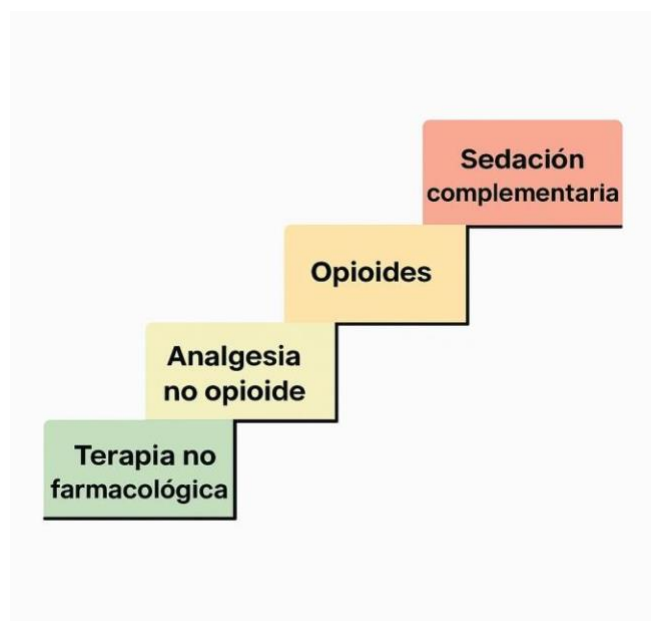 Sedación
complementaria
Opioides
Analgesia
no opioide
Terapia no
farmacológica